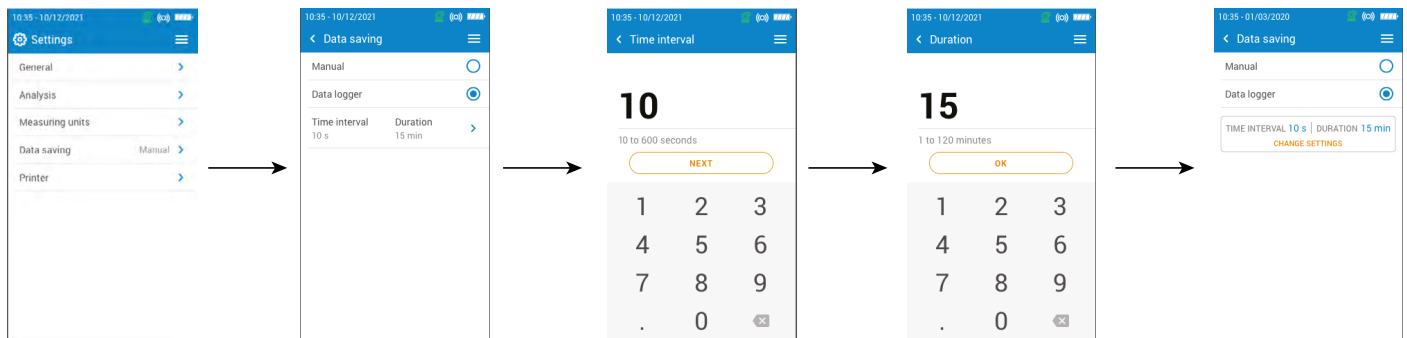 10:35 - 10/12/2021
Settings
General
Analysis
Measuring units
Data saving Manual
Printer
10:35 - 10/12/2021
Data saving
Manual
Data logger
Time interval Duration
10 s 15 min
10:35 - 10/12/2021
Time interval
10
10 to 600 seconds
NEXT
1 2 3
4 5 6
7 8 9
. 0
10:35 - 10/12/2021
Duration
15
1 to 120 minutes
OK
1 2 3
4 5 6
7 8 9
. 0
10:35 - 01/03/2020
Data saving
Manual
Data logger
TIME INTERVAL 10 s | DURATION 15 min
CHANGE SETTINGS